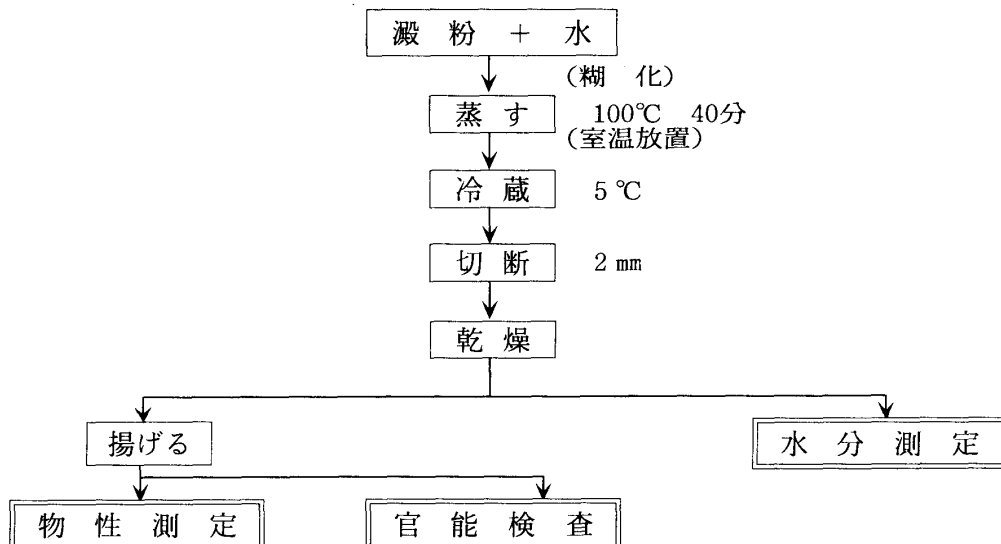 澱粉 + 水
(糊 化)
蒸す 100℃ 40分
(室温放置)
冷蔵 5℃
切断 2 mm
乾燥
揚げる 水分測定
物性測定 官能検査